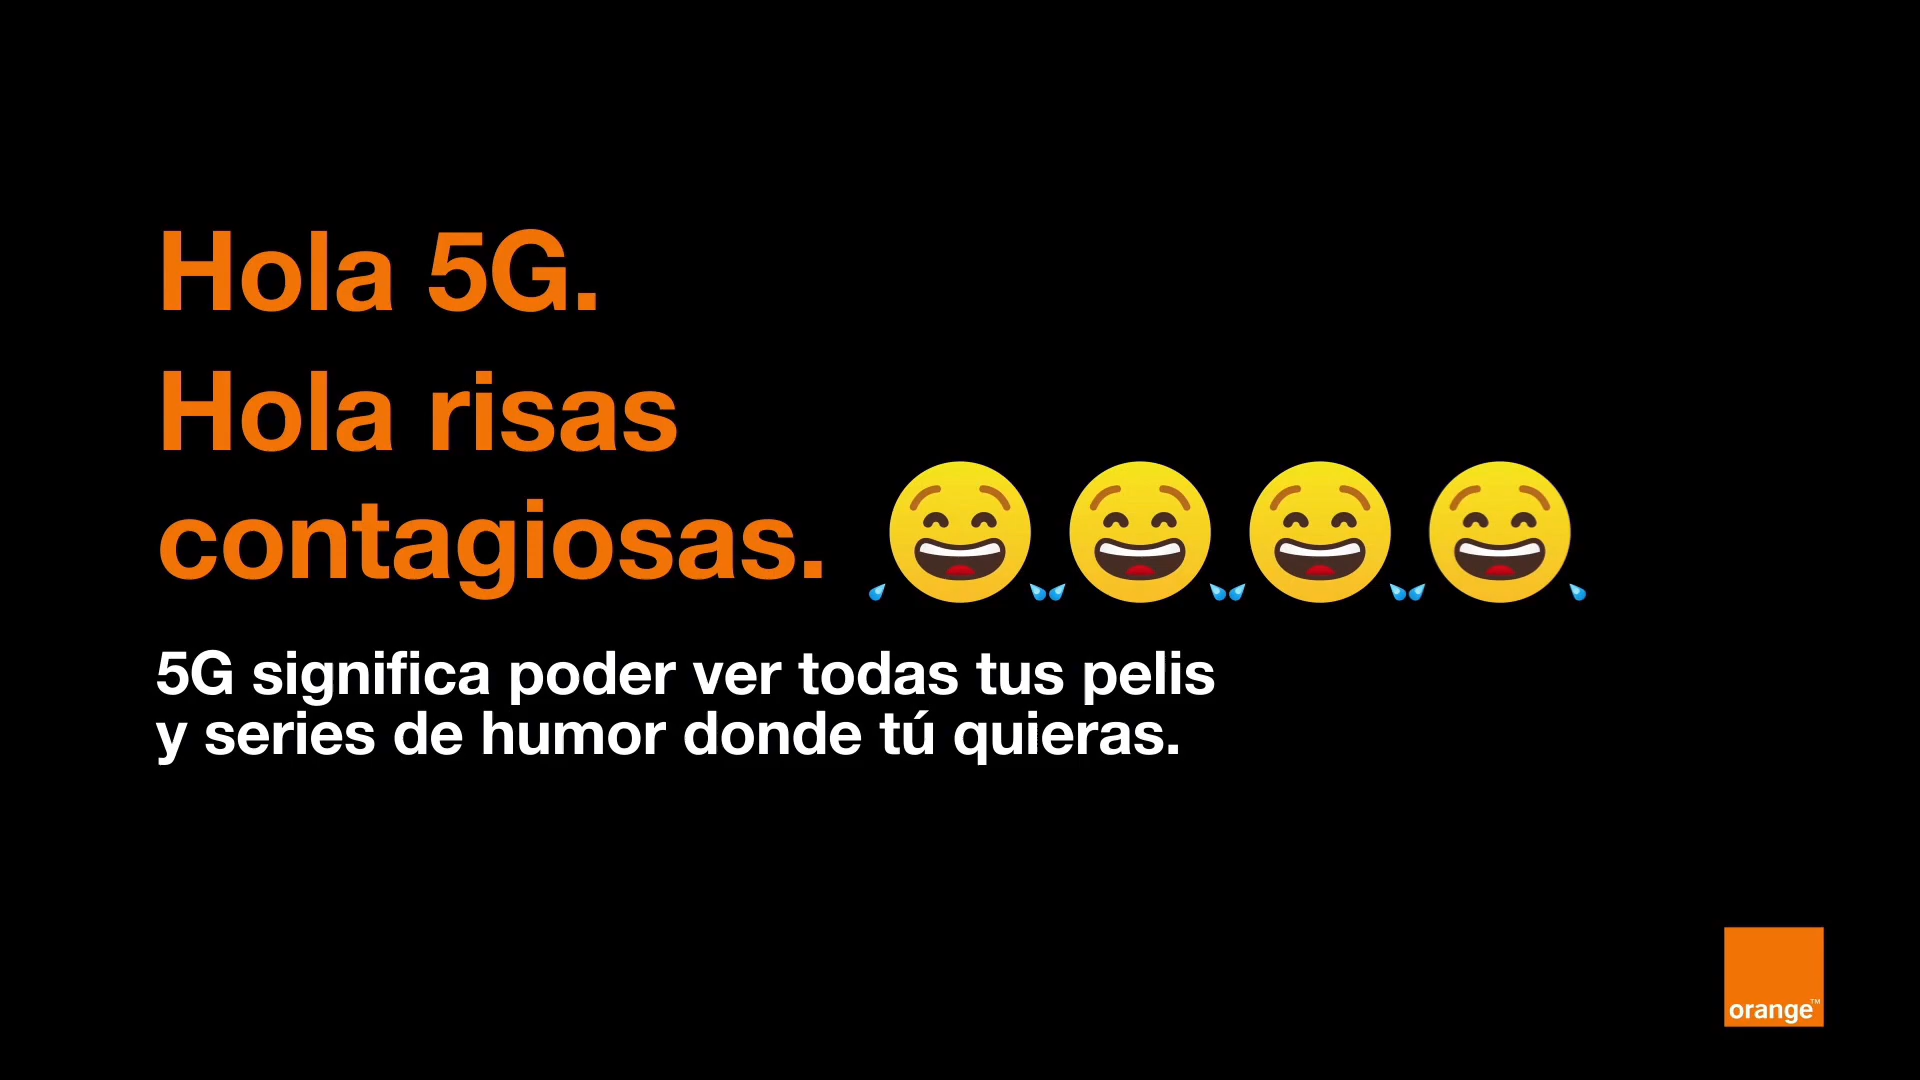 Hola 5G.
Hola risas
contagiosas.
5G significa poder ver todas tus pelis
y series de humor donde tú quieras.
orange™